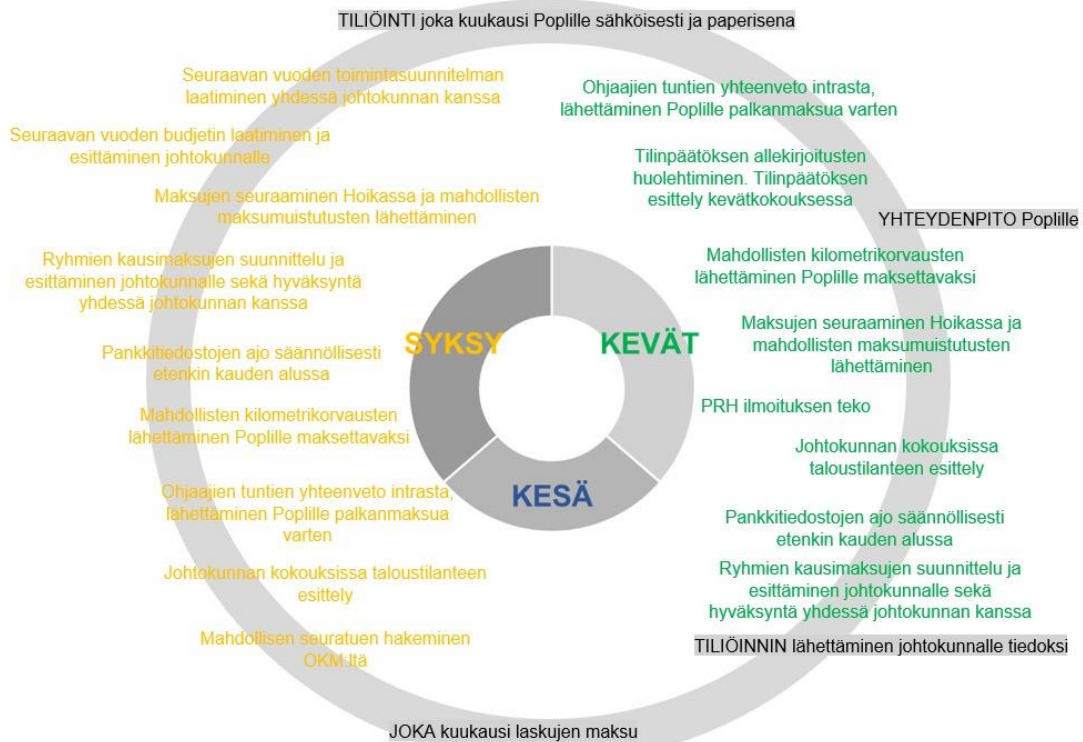 TILIÖINTI joka kuukausi Poplille sähköisesti ja paperisena
Seuraavan vuoden toimintasuunnitelman
laatiminen yhdessä johtokunnan kanssa
Seuraavan vuoden budjetin laatiminen ja
esittäminen johtokunnalle
Maksujen seuraaminen Hoikassa ja mahdollisten
maksumuistutusten lähettäminen
Ryhmien kausimaksujen suunnittelu ja
esittäminen johtokunnalle sekä hyväksyntä
yhdessä johtokunnan kanssa
Pankkitiedostojen ajo säännöllisesti
etenkin kauden alussa
Mahdollisten kilometrikorvausten
lähettäminen Poplille maksettavaksi
Ohjaajien tuntien yhteenveto intrasta,
lähettäminen Poplille palkanmaksua
varten
Johtokunnan kokouksissa taloustilanteen
esittely
Mahdollisen seuratuen hakeminen
OKM:ltä
SYKSY
KEVÄT
KESÄ
Ohjaajien tuntien yhteenveto intrasta,
lähettäminen Poplille palkanmaksua varten
Tilinpäätöksen allekirjoitusten
huolehtiminen. Tilinpäätöksen
esittely kevätkokouksessa
YHTEYDENPITO Poplille
Mahdollisten kilometrikorvausten
lähettäminen Poplille maksettavaksi
Maksujen seuraaminen Hoikassa ja
mahdollisten maksumuistutusten
lähettäminen
PRH ilmoituksen teko
Johtokunnan kokouksissa
taloustilanteen esittely
Pankkitiedostojen ajo säännöllisesti
etenkin kauden alussa
Ryhmien kausimaksujen suunnittelu ja
esittäminen johtokunnalle sekä
hyväksyntä yhdessä johtokunnan kanssa
TILIÖINNIN lähettäminen johtokunnalle tiedoksi
JOKA kuukausi laskujen maksu